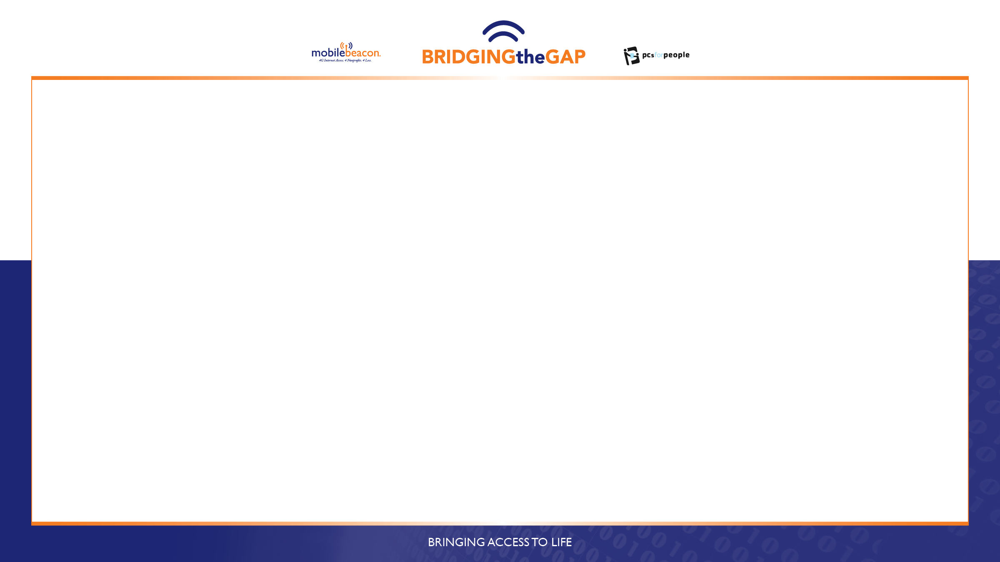 mobilebeacon.
4G Internet Access. 4 Nonprofits. 4 Less.
BRIDGINGtheGAP
pcsforpeople
BRINGING ACCESS TO LIFE